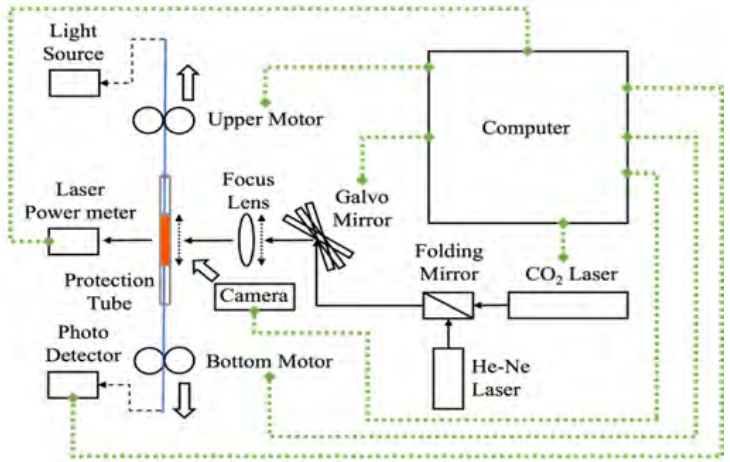 Light
Source
Upper Motor
Computer
Laser
Power meter
Focus
Lens
Galvo
Mirror
Folding
Mirror
CO₂ Laser
Protection
Tube
Camera
Photo
Detector
Bottom Motor
He-Ne
Laser